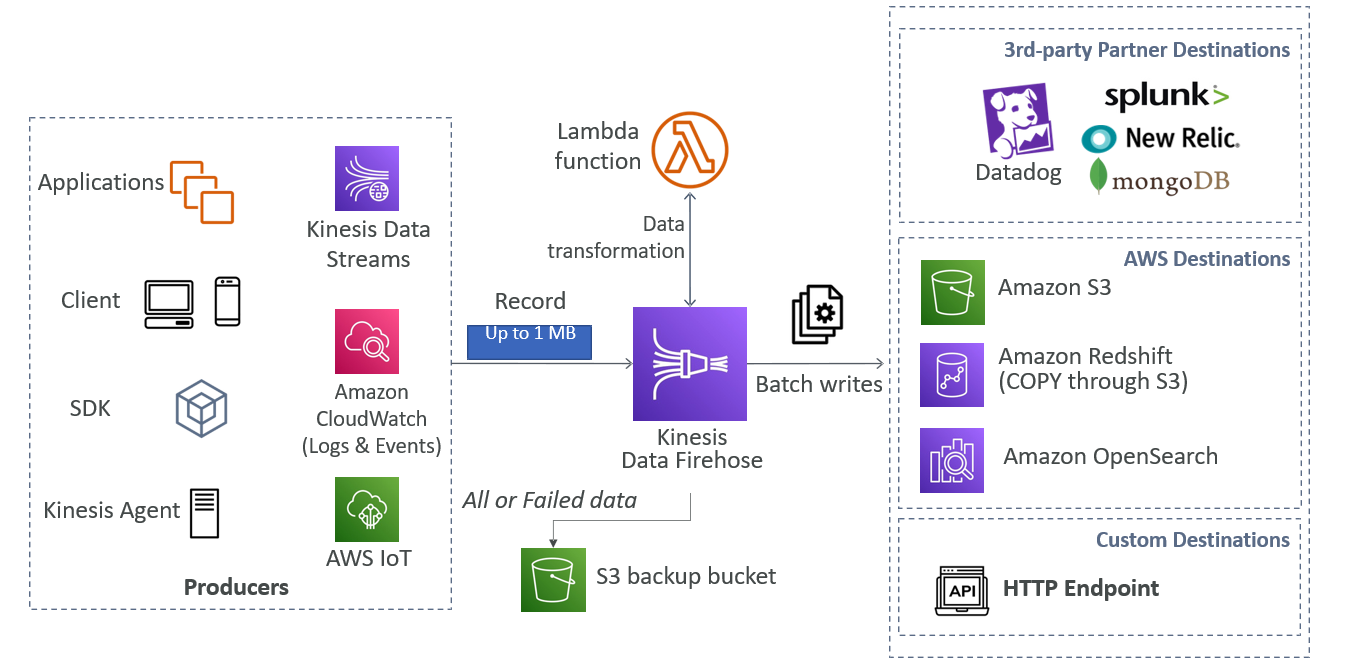 3rd-party Partner Destinations
splunk>
New Relic.
mongoDB
Datadog
Applications
Kinesis Data
Streams
Client
Amazon
CloudWatch
(Logs & Events)
SDK
Kinesis Agent
AWS IoT
Producers
Lambda
function
Data
transformation
Record
Up to 1 MB
Kinesis
Data Firehose
Batch writes
All or Failed data
S3 backup bucket
AWS Destinations
Amazon S3
Amazon Redshift
(COPY through S3)
Amazon OpenSearch
Custom Destinations
API
HTTP Endpoint